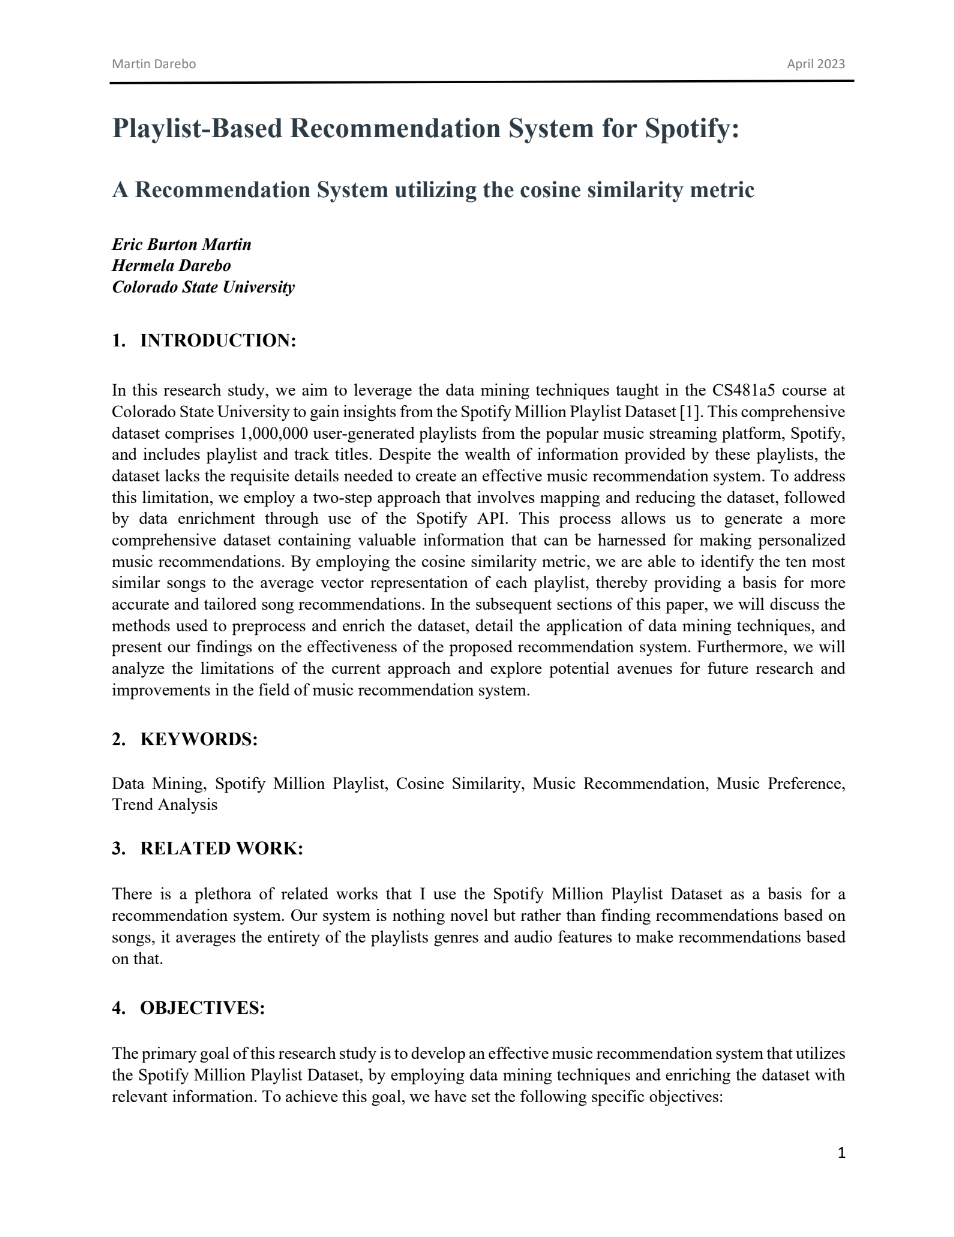 Martin Darebo April 2023
Playlist-Based Recommendation System for Spotify:
A Recommendation System utilizing the cosine similarity metric
Eric Burton Martin
Hermela Darebo
Colorado State University
1. INTRODUCTION:
In this research study, we aim to leverage the data mining techniques taught in the CS481a5 course at
Colorado State University to gain insights from the Spotify Million Playlist Dataset [1]. This comprehensive
dataset comprises 1,000,000 user-generated playlists from the popular music streaming platform, Spotify,
and includes playlist and track titles. Despite the wealth of information provided by these playlists, the
dataset lacks the requisite details needed to create an effective music recommendation system. To address
this limitation, we employ a two-step approach that involves mapping and reducing the dataset, followed
by data enrichment through use of the Spotify API. This process allows us to generate a more
comprehensive dataset containing valuable information that can be harnessed for making personalized
music recommendations. By employing the cosine similarity metric, we are able to identify the ten most
similar songs to the average vector representation of each playlist, thereby providing a basis for more
accurate and tailored song recommendations. In the subsequent sections of this paper, we will discuss the
methods used to preprocess and enrich the dataset, detail the application of data mining techniques, and
present our findings on the effectiveness of the proposed recommendation system. Furthermore, we will
analyze the limitations of the current approach and explore potential avenues for future research and
improvements in the field of music recommendation system.
2. KEYWORDS:
Data Mining, Spotify Million Playlist, Cosine Similarity, Music Recommendation, Music Preference,
Trend Analysis
3. RELATED WORK:
There is a plethora of related works that I use the Spotify Million Playlist Dataset as a basis for a
recommendation system. Our system is nothing novel but rather than finding recommendations based on
songs, it averages the entirety of the playlists genres and audio features to make recommendations based
on that.
4. OBJECTIVES:
The primary goal of this research study is to develop an effective music recommendation system that utilizes
the Spotify Million Playlist Dataset, by employing data mining techniques and enriching the dataset with
relevant information. To achieve this goal, we have set the following specific objectives:
1